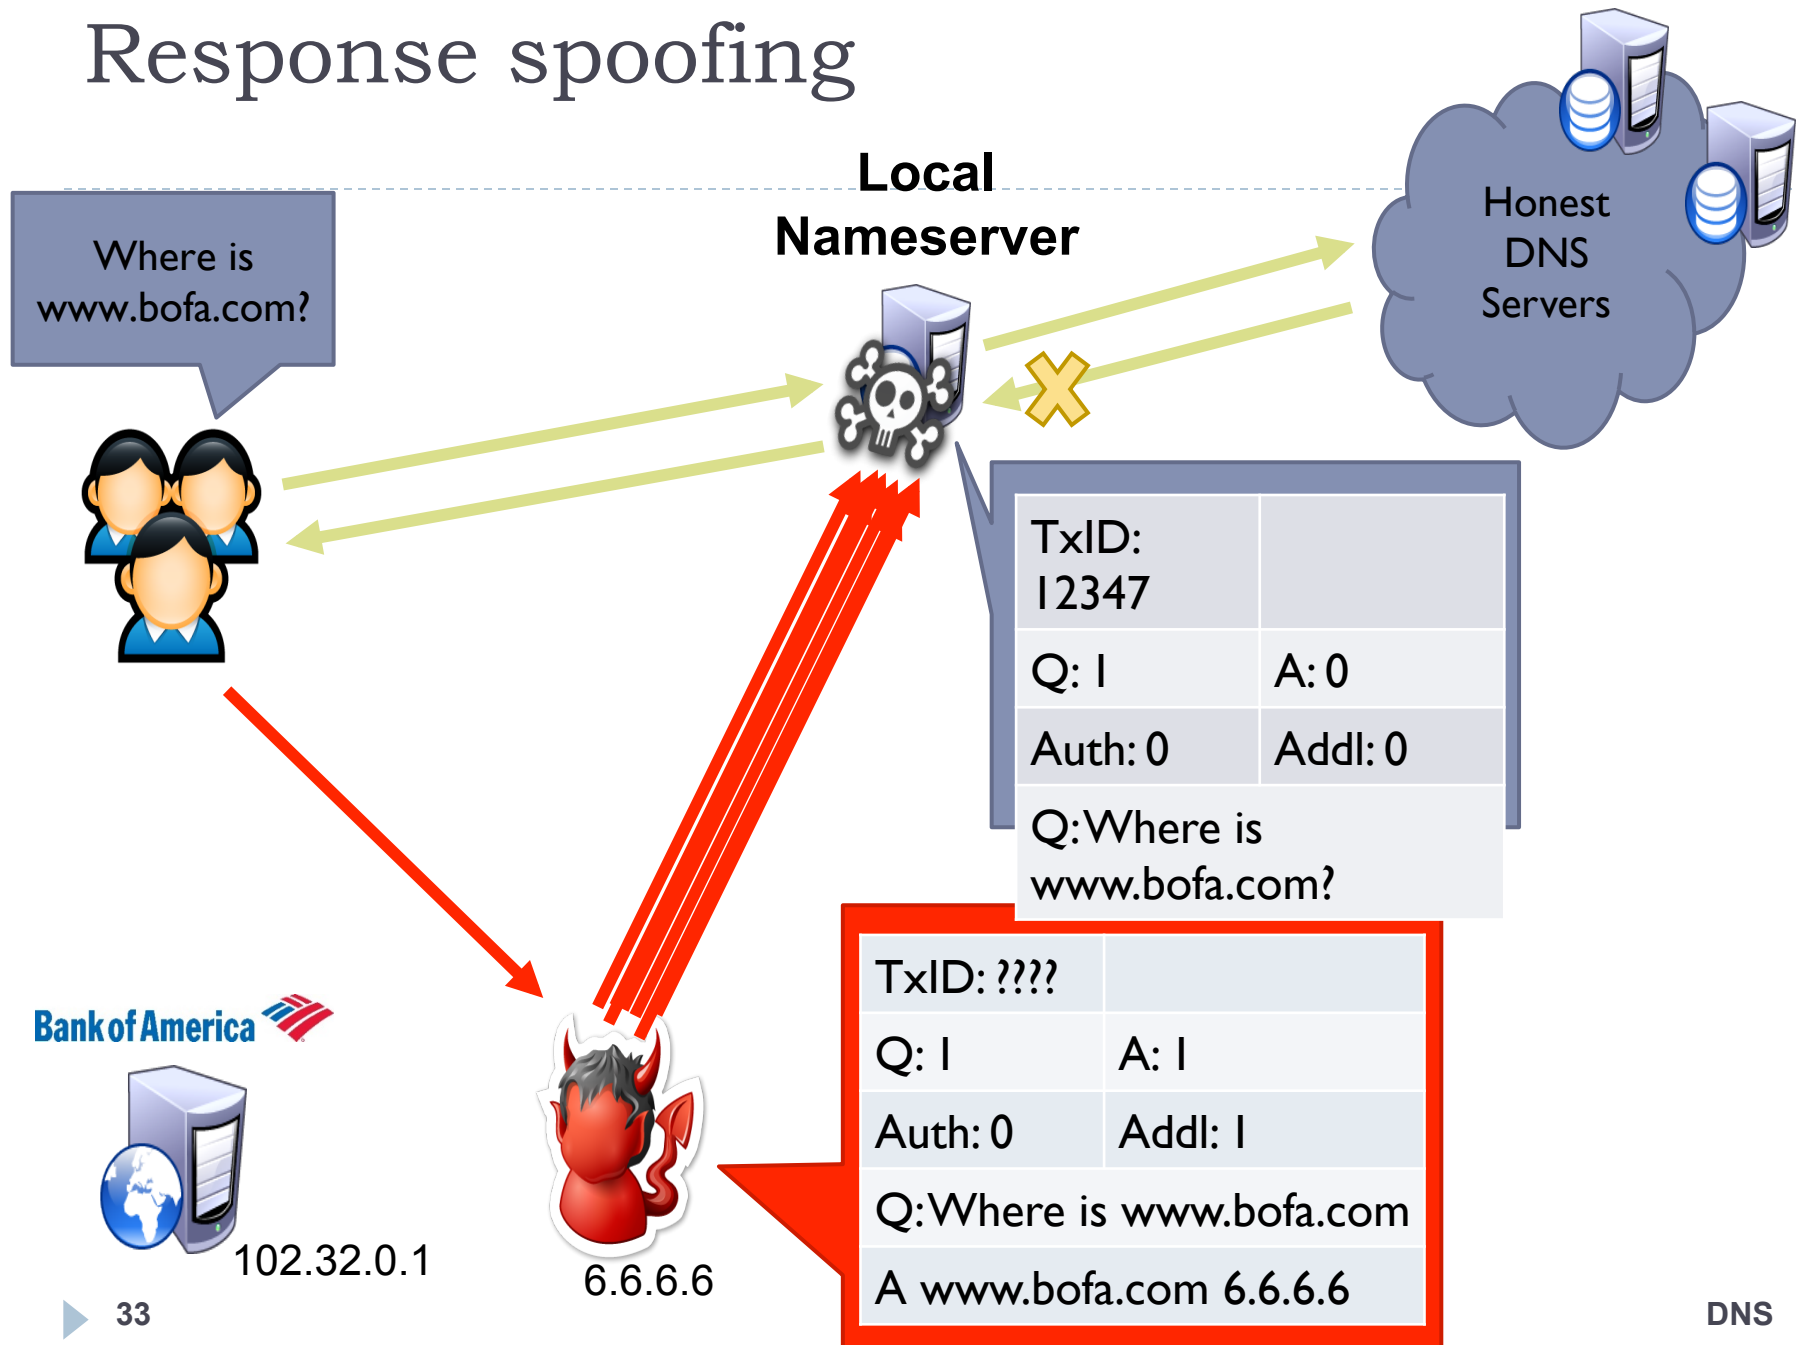 Response spoofing
Local
Nameserver
Honest
DNS
Servers
Where is
www.bofa.com?
TxID:
12347
Q: 1 A: 0
Auth: 0 Addl: 0
Q: Where is
www.bofa.com?
TxID: ????
Q: 1 A: 1
Auth: 0 Addl: 1
Q: Where is www.bofa.com
A www.bofa.com 6.6.6.6
Bank of America
102.32.0.1
6.6.6.6
33
DNS